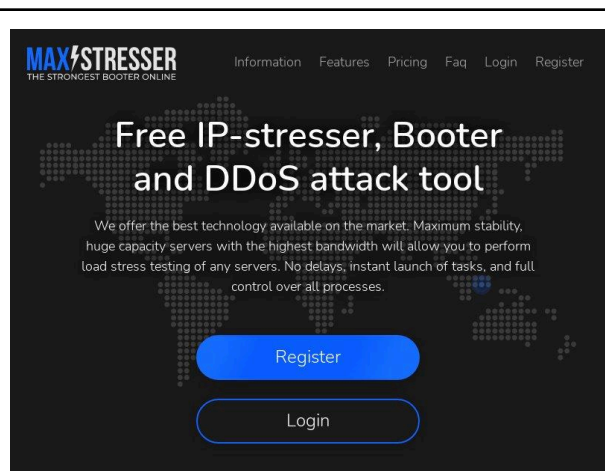 MAX STRESSER
THE STRONGEST BOOTER ONLINE
Information Features Pricing Faq Login Register
Free IP-stresser, Booter
and DDoS attack tool
We offer the best technology available on the market. Maximum stability,
huge capacity servers with the highest bandwidth will allow you to perform
load stress testing of any servers. No delays, instant launch of tasks, and full
control over all processes.
Register
Login